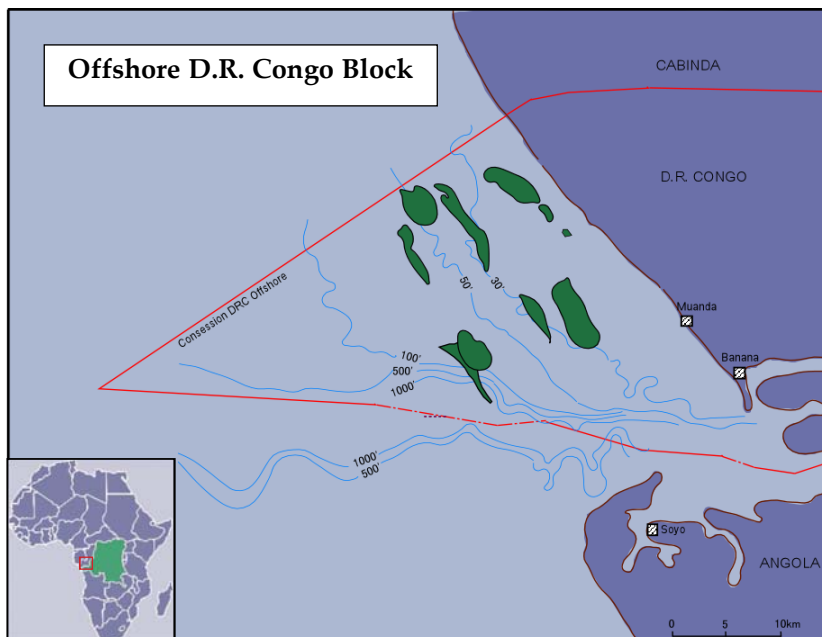 Offshore D.R. Congo Block
CABINDA
D.R. CONGO
Consession DRC Offshore
50'
30'
Muanda
Banana
100'
500'
1000'
1000'
500'
Soyo
ANGOLA
0 5 10km